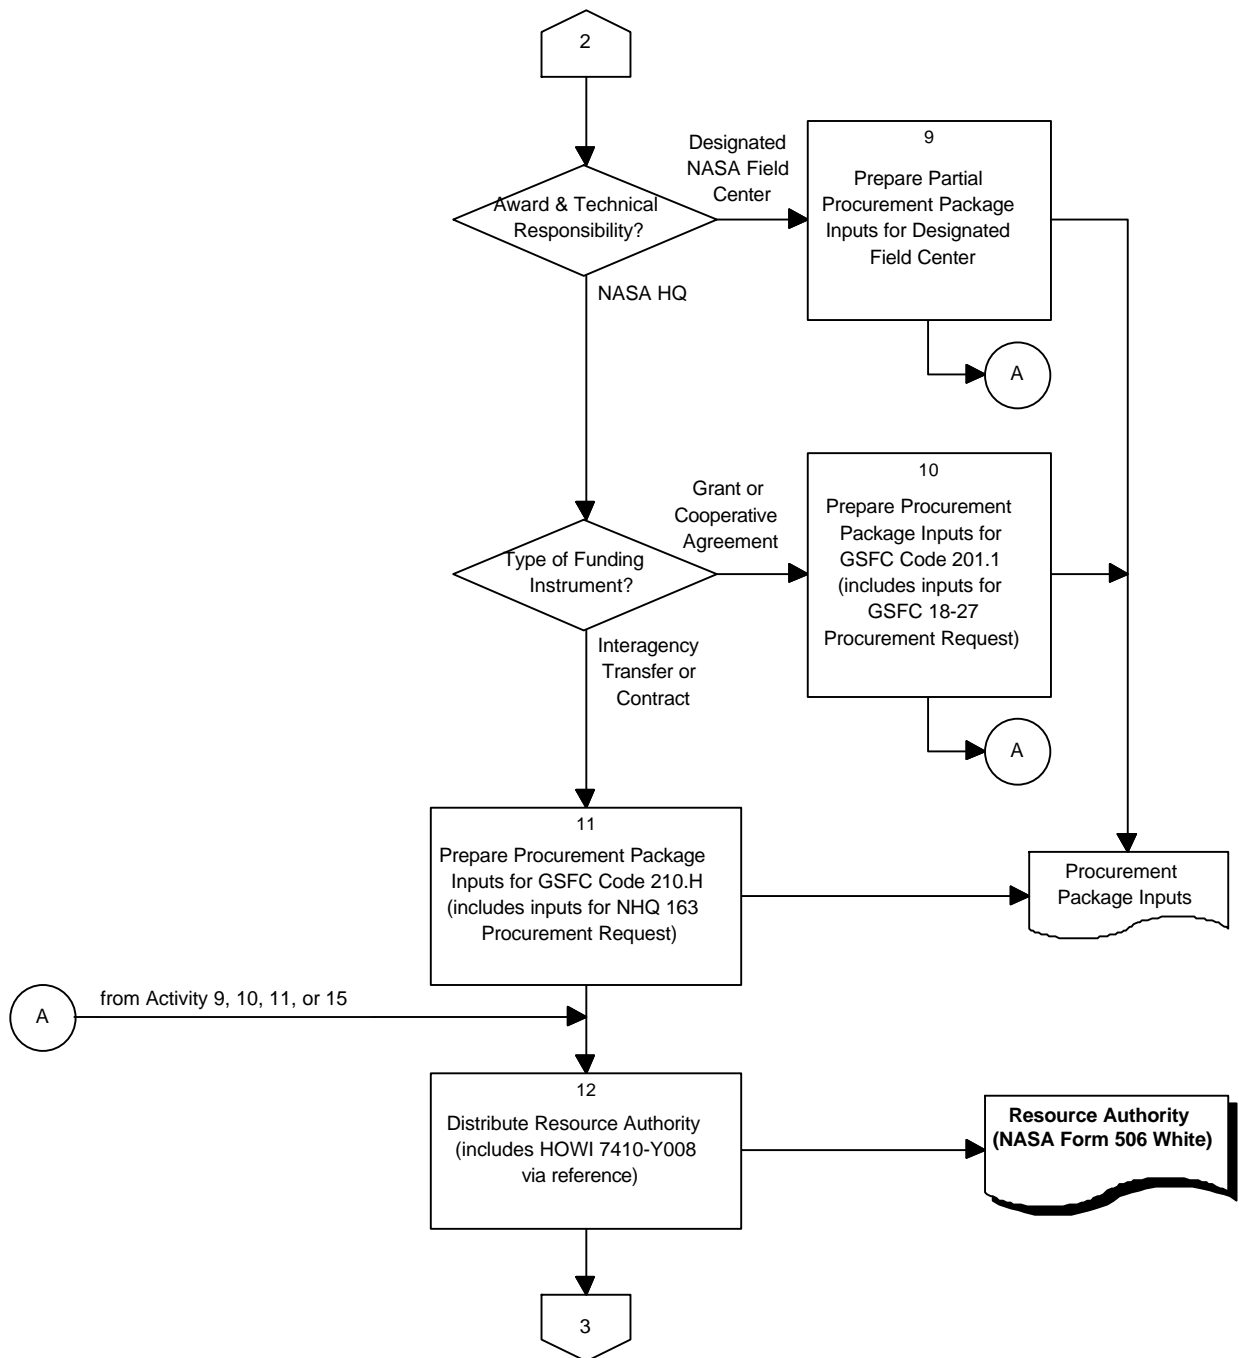 2
Award & Technical
Responsibility?
Designated
NASA Field
Center
9
Prepare Partial
Procurement Package
Inputs for Designated
Field Center
NASA HQ
A
Type of Funding
Instrument?
Grant or
Cooperative
Agreement
10
Prepare Procurement
Package Inputs for
GSFC Code 201.1
(includes inputs for
GSFC 18-27
Procurement Request)
Interagency
Transfer or
Contract
A
11
Prepare Procurement Package
Inputs for GSFC Code 210.H
(includes inputs for NHQ 163
Procurement Request)
Procurement
Package Inputs
A
from Activity 9, 10, 11, or 15
12
Distribute Resource Authority
(includes HOWI 7410-Y008
via reference)
Resource Authority
(NASA Form 506 White)
3